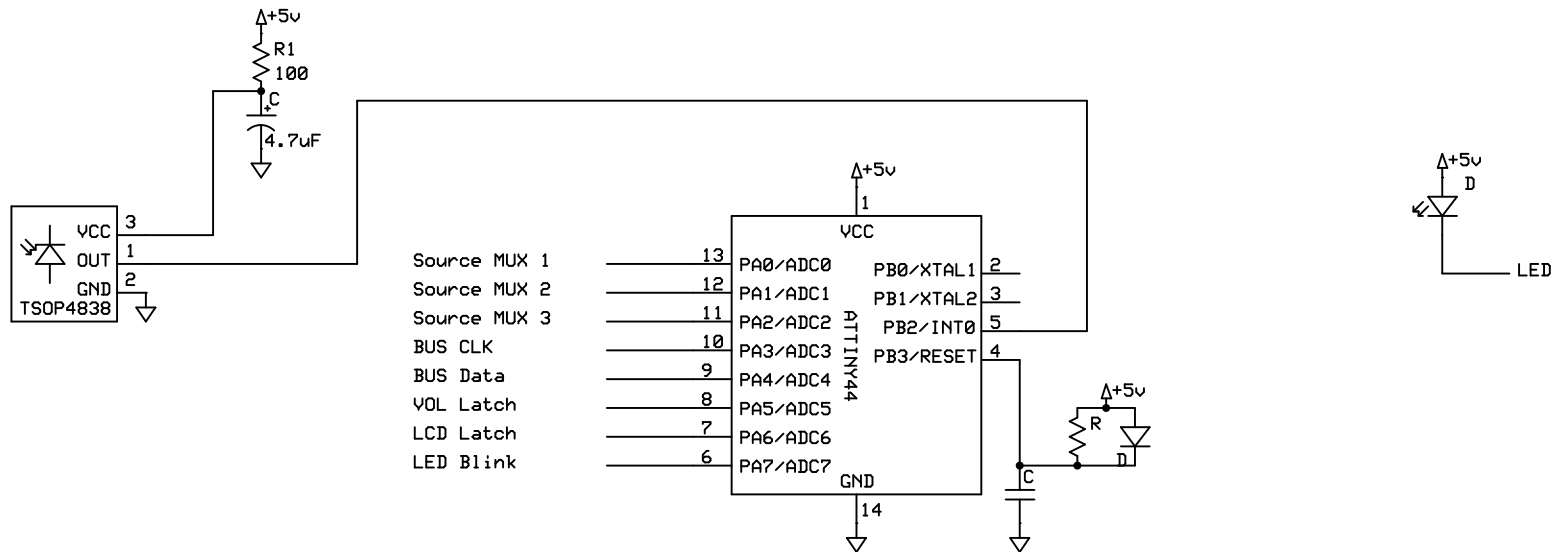 +5v
R1
100
C
+
4.7uF
+5v
+5v
D
1
VCC
3
VCC
1
OUT
2
GND
TSOP4838
Source MUX 1
13
PA0/ADC0
PB0/XTAL1
2
LED
Source MUX 2
12
PA1/ADC1
PB1/XTAL2
3
Source MUX 3
11
PA2/ADC2
PB2/INT0
5
BUS CLK
10
PA3/ADC3
PB3/RESET
4
ATTINY44
BUS Data
9
PA4/ADC4
VOL Latch
8
PA5/ADC5
+5v
LCD Latch
7
PA6/ADC6
R
LED Blink
6
PA7/ADC7
D
GND
C
14